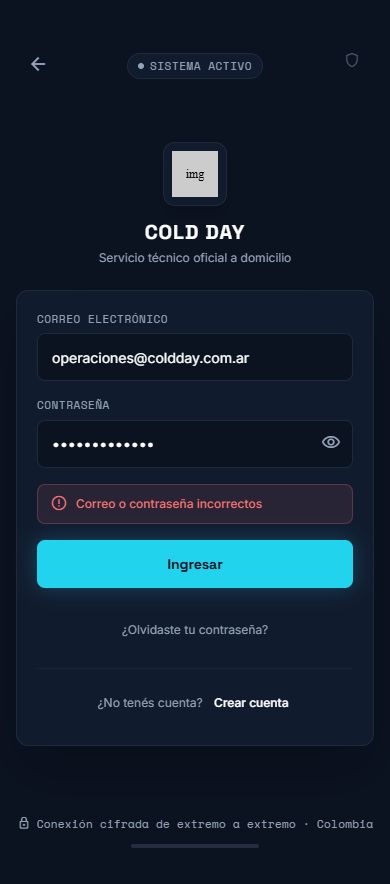 SISTEMA ACTIVO
img
COLD DAY
Servicio técnico oficial a domicilio
CORREO ELECTRÓNICO
operaciones@coldday.com.ar
CONTRASEÑA
•••••••••••••
Correo o contraseña incorrectos
Ingresar
¿Olvidaste tu contraseña?
¿No tenés cuenta? Crear cuenta
Conexión cifrada de extremo a extremo · Colombia